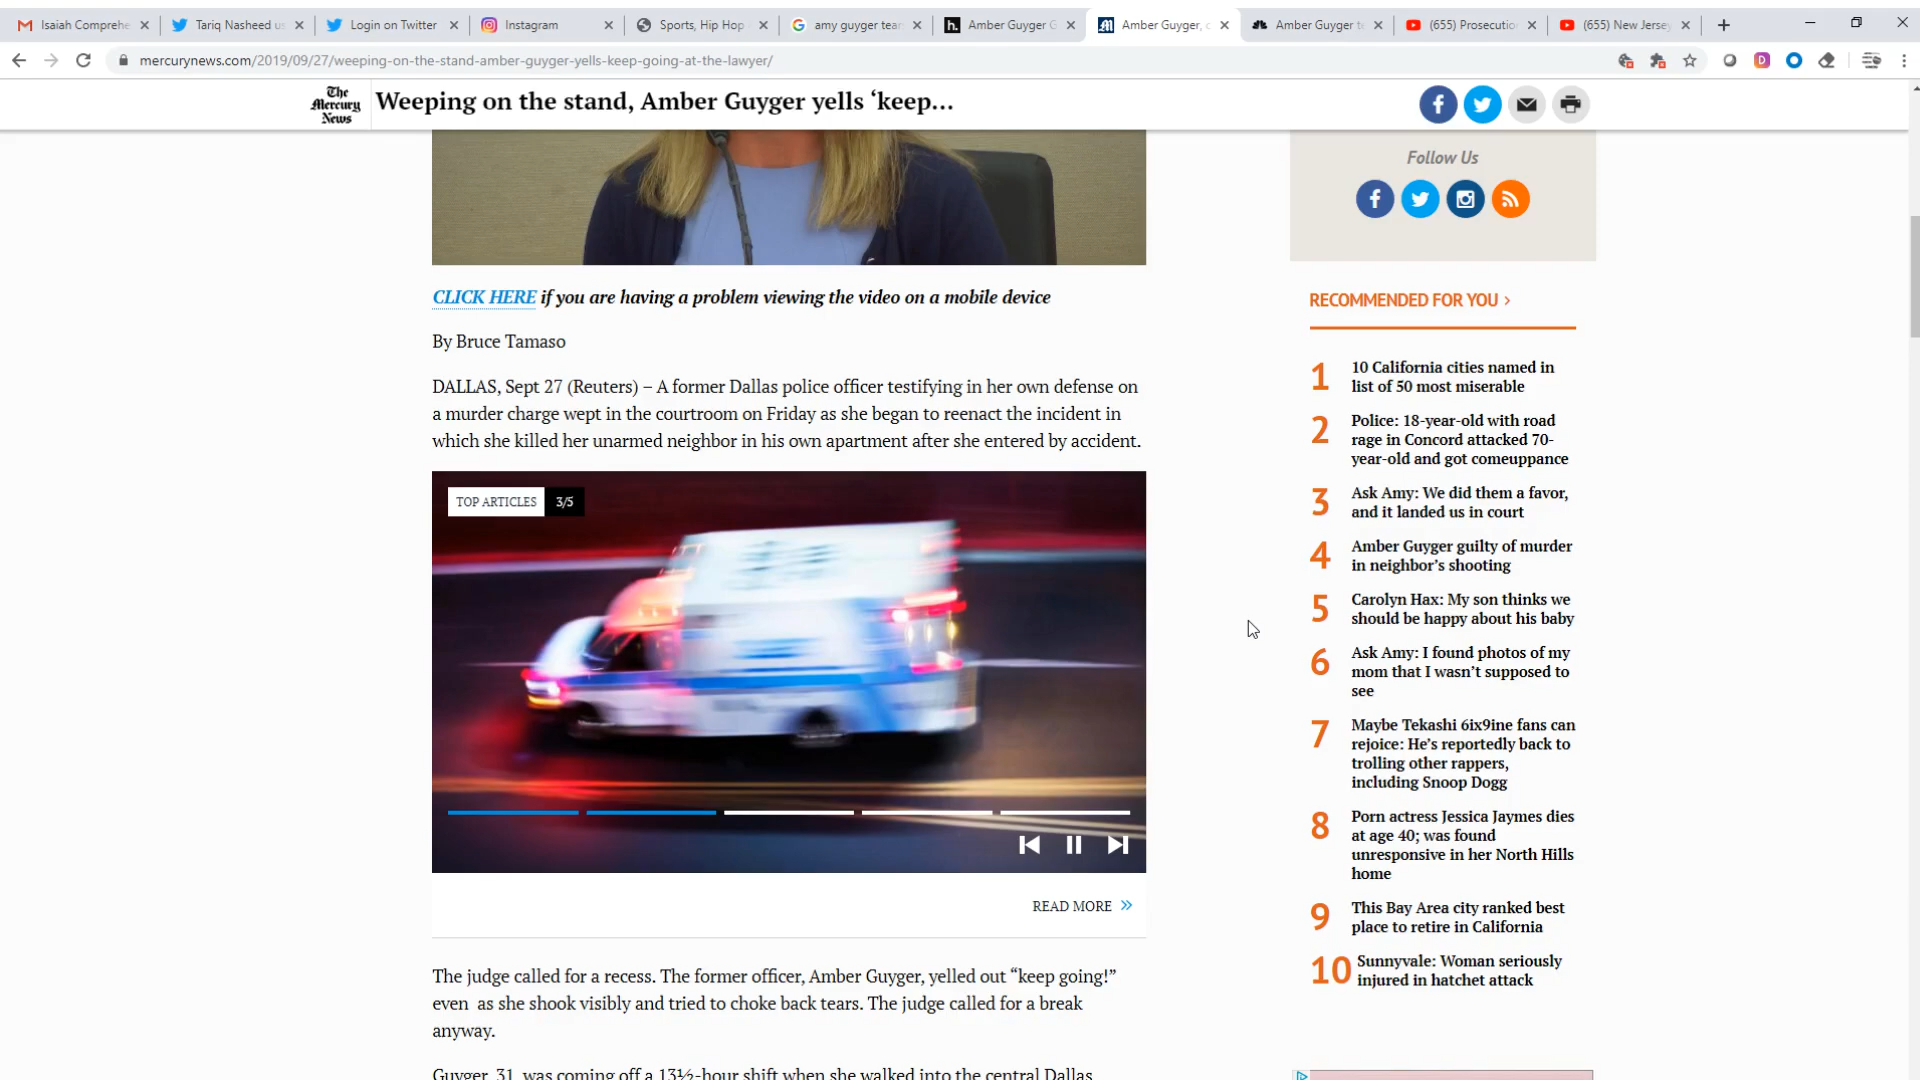 Isaiah Comprehe
Tariq Nasheed us
Login on Twitter
Instagram
Sports, Hip Hop
amy guyger tear
Amber Guyger G
Amber Guyger, c
Amber Guyger te
(655) Prosecutio
(655) New Jersey
mercurynews.com/2019/09/27/weeping-on-the-stand-amber-guyger-yells-keep-going-at-the-lawyer/
The
Mercury
News
Weeping on the stand, Amber Guyger yells ‘keep...
CLICK HERE if you are having a problem viewing the video on a mobile device
By Bruce Tamaso
DALLAS, Sept 27 (Reuters) – A former Dallas police officer testifying in her own defense on
a murder charge wept in the courtroom on Friday as she began to reenact the incident in
which she killed her unarmed neighbor in his own apartment after she entered by accident.
TOP ARTICLES 3/5
READ MORE »
The judge called for a recess. The former officer, Amber Guyger, yelled out “keep going!”
even as she shook visibly and tried to choke back tears. The judge called for a break
anyway.
Guyger, 31, was coming off a 13½-hour shift when she walked into the central Dallas
Follow Us
RECOMMENDED FOR YOU >
1 10 California cities named in
list of 50 most miserable
2 Police: 18-year-old with road
rage in Concord attacked 70-
year-old and got comeuppance
3 Ask Amy: We did them a favor,
and it landed us in court
4 Amber Guyger guilty of murder
in neighbor’s shooting
5 Carolyn Hax: My son thinks we
should be happy about his baby
6 Ask Amy: I found photos of my
mom that I wasn’t supposed to
see
7 Maybe Tekashi 6ix9ine fans can
rejoice: He’s reportedly back to
trolling other rappers,
including Snoop Dogg
8 Porn actress Jessica Jaymes dies
at age 40; was found
unresponsive in her North Hills
home
9 This Bay Area city ranked best
place to retire in California
10 Sunnyvale: Woman seriously
injured in hatchet attack